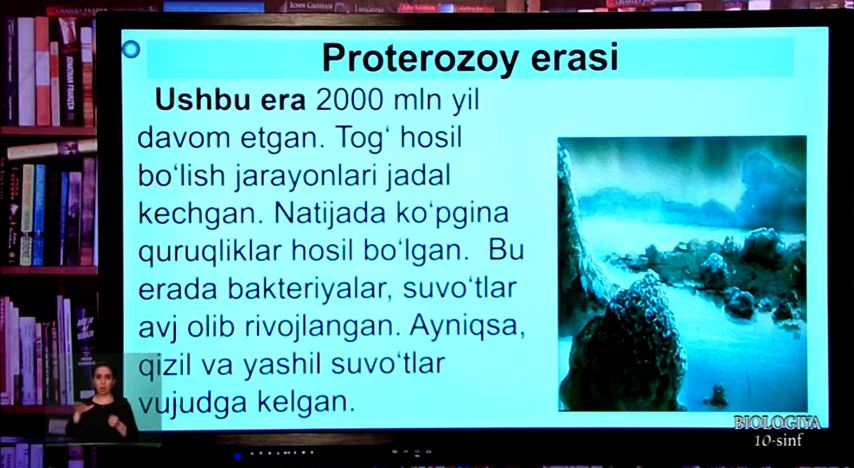 Proterozoy erasi
Ushbu era 2000 mln yil
davom etgan. Tog‘ hosil
bo‘lish jarayonlari jadal
kechgan. Natijada ko‘pgina
quruqliklar hosil bo‘lgan. Bu
erada bakteriyalar, suvo‘tlar
avj olib rivojlangan. Ayniqsa,
qizil va yashil suvo‘tlar
vujudga kelgan.
BIOLOGIYA
10-sinf